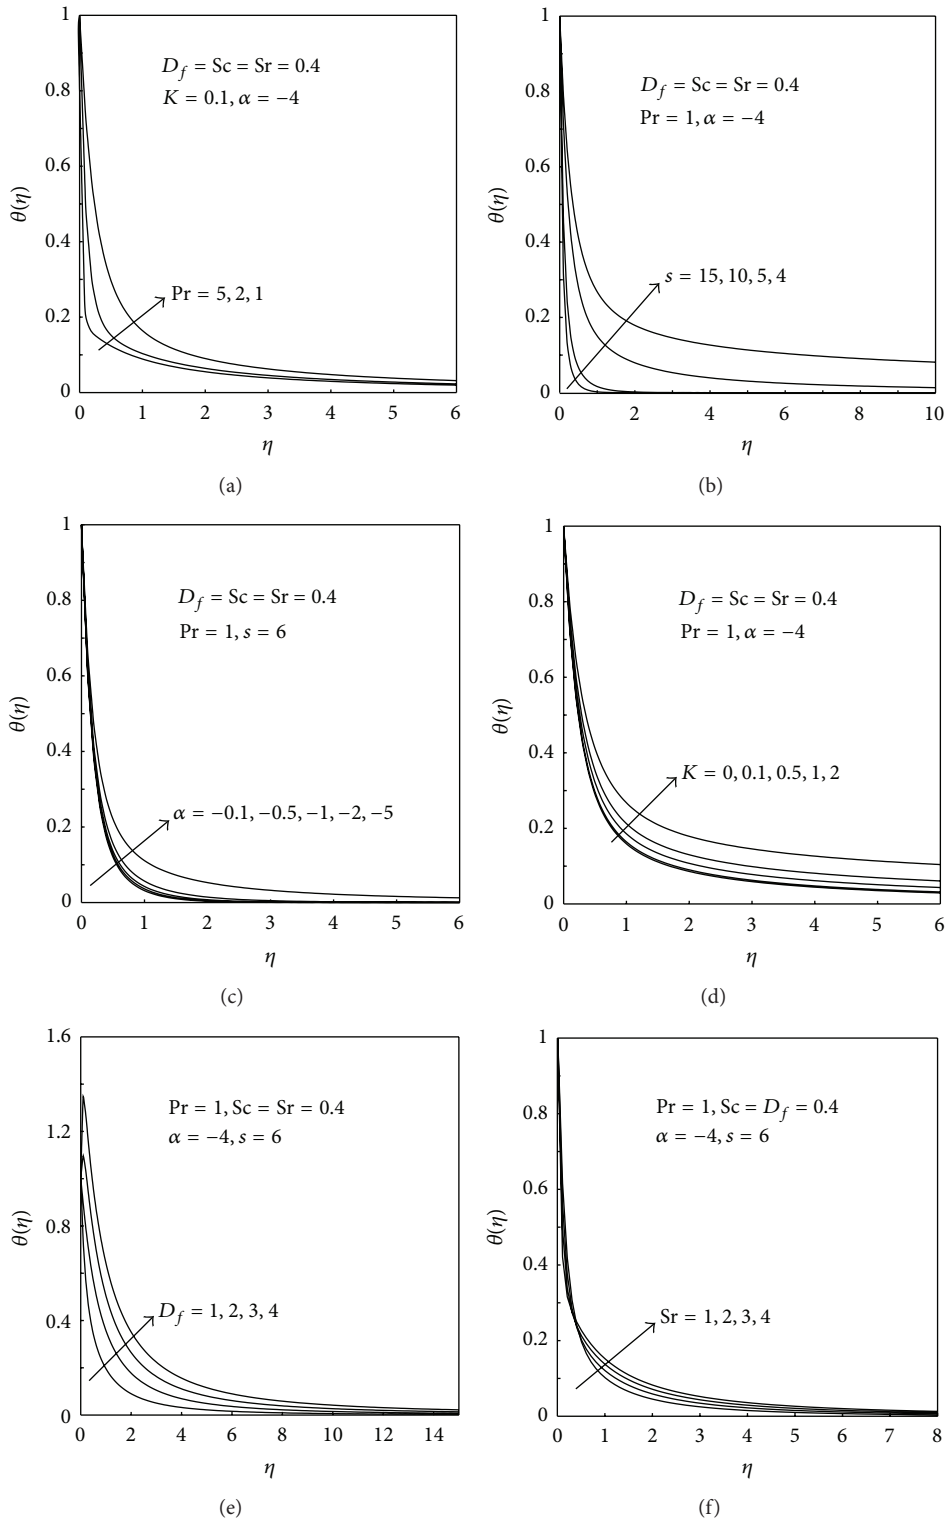 1
0.8
0.6
0.4
0.2
0
0 1 2 3 4 5 6
θ(η)
η
D_f = Sc = Sr = 0.4
K = 0.1, α = −4
Pr = 5, 2, 1
(a)
1
0.8
0.6
0.4
0.2
0
0 2 4 6 8 10
θ(η)
η
D_f = Sc = Sr = 0.4
Pr = 1, α = −4
s = 15, 10, 5, 4
(b)
1
0.8
0.6
0.4
0.2
0
0 1 2 3 4 5 6
θ(η)
η
D_f = Sc = Sr = 0.4
Pr = 1, s = 6
α = −0.1, −0.5, −1, −2, −5
(c)
1
0.8
0.6
0.4
0.2
0
0 1 2 3 4 5 6
θ(η)
η
D_f = Sc = Sr = 0.4
Pr = 1, α = −4
K = 0, 0.1, 0.5, 1, 2
(d)
1.6
1.2
0.8
0.4
0
0 2 4 6 8 10 12 14
θ(η)
η
Pr = 1, Sc = Sr = 0.4
α = −4, s = 6
D_f = 1, 2, 3, 4
(e)
1
0.8
0.6
0.4
0.2
0
0 1 2 3 4 5 6 7 8
θ(η)
η
Pr = 1, Sc = D_f = 0.4
α = −4, s = 6
Sr = 1, 2, 3, 4
(f)